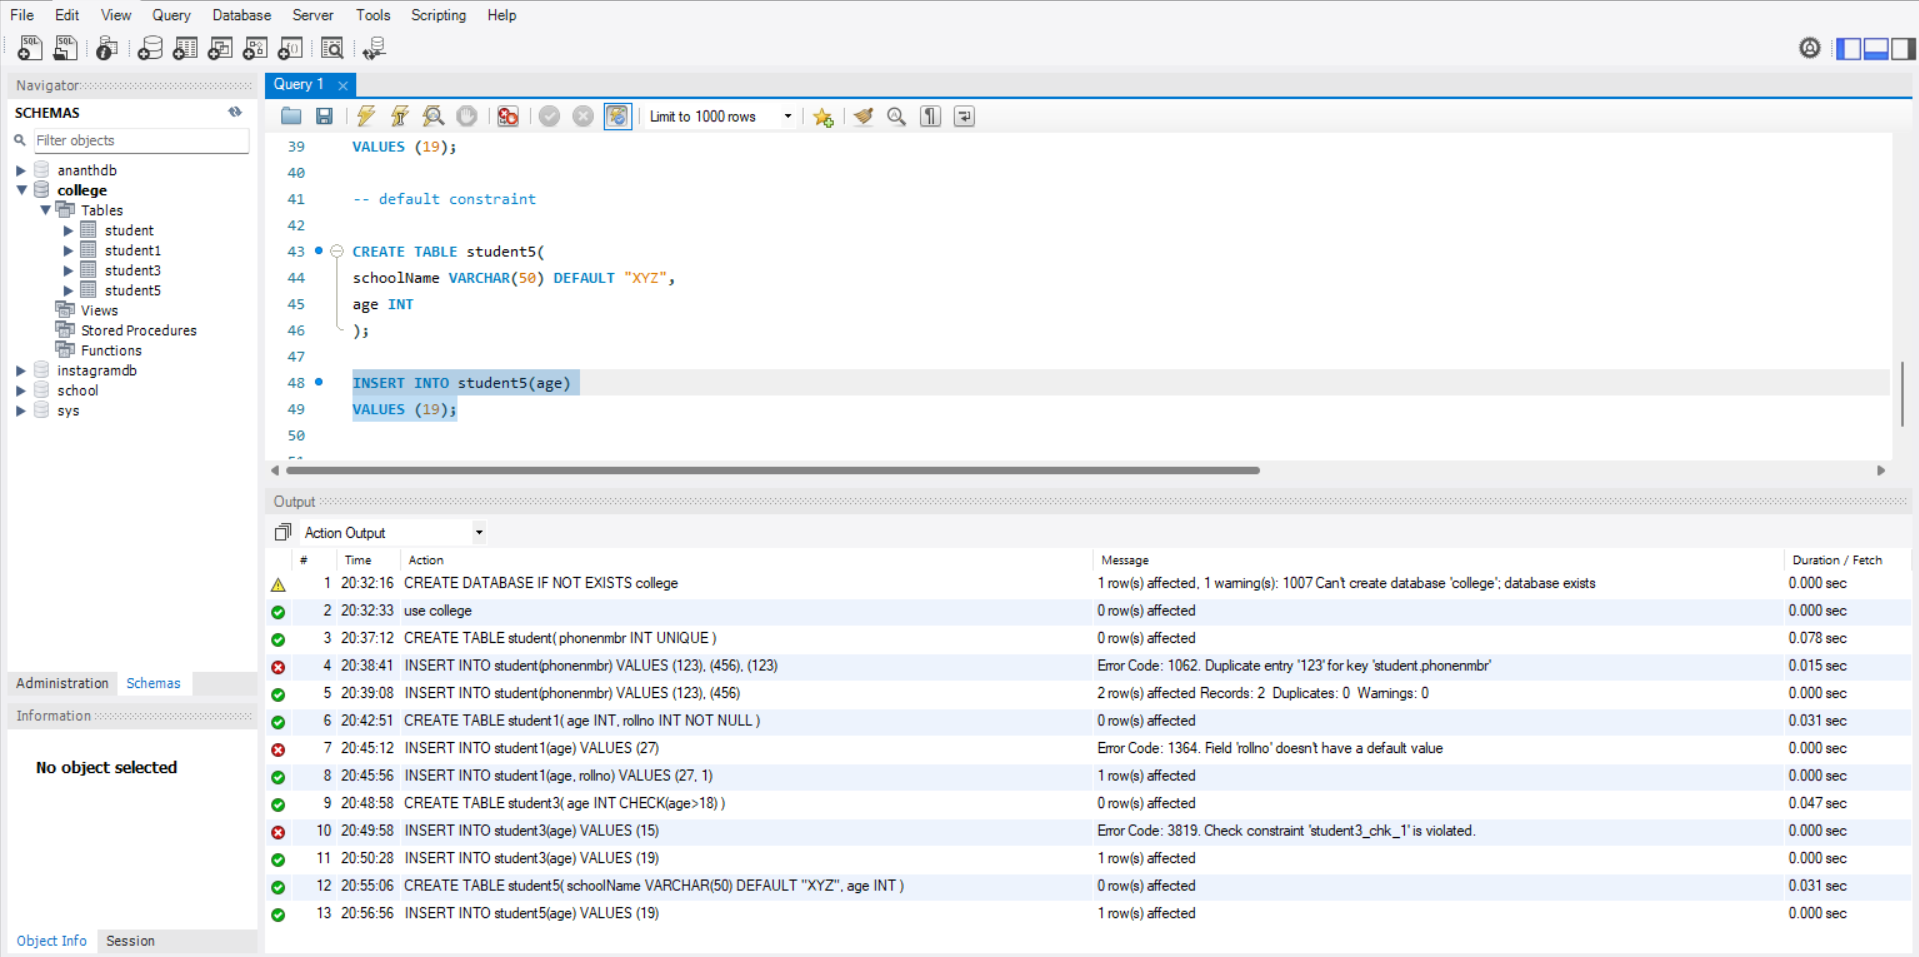 File Edit View Query Database Server Tools Scripting Help
Navigator
SCHEMAS
Filter objects
ananthdb
college
Tables
student
student1
student3
student5
Views
Stored Procedures
Functions
instagramdb
school
sys
Administration Schemas
Information
No object selected
Object Info Session
Query 1
Limit to 1000 rows
39 VALUES (19);
40
41 -- default constraint
42
43 CREATE TABLE student5(
44 schoolName VARCHAR(50) DEFAULT "XYZ",
45 age INT
46 );
47
48 INSERT INTO student5(age)
49 VALUES (19);
50
Output
Action Output
# Time Action Message Duration / Fetch
1 20:32:16 CREATE DATABASE IF NOT EXISTS college 1 row(s) affected, 1 warning(s): 1007 Can't create database 'college'; database exists 0.000 sec
2 20:32:33 use college 0 row(s) affected 0.000 sec
3 20:37:12 CREATE TABLE student( phonenmbr INT UNIQUE ) 0 row(s) affected 0.078 sec
4 20:38:41 INSERT INTO student(phonenmbr) VALUES (123), (456), (123) Error Code: 1062. Duplicate entry '123' for key 'student.phonenmbr' 0.015 sec
5 20:39:08 INSERT INTO student(phonenmbr) VALUES (123), (456) 2 row(s) affected Records: 2 Duplicates: 0 Warnings: 0 0.000 sec
6 20:42:51 CREATE TABLE student1( age INT, rollno INT NOT NULL ) 0 row(s) affected 0.031 sec
7 20:45:12 INSERT INTO student1(age) VALUES (27) Error Code: 1364. Field 'rollno' doesn't have a default value 0.000 sec
8 20:45:56 INSERT INTO student1(age, rollno) VALUES (27, 1) 1 row(s) affected 0.000 sec
9 20:48:58 CREATE TABLE student3( age INT CHECK(age>18) ) 0 row(s) affected 0.047 sec
10 20:49:58 INSERT INTO student3(age) VALUES (15) Error Code: 3819. Check constraint 'student3_chk_1' is violated. 0.000 sec
11 20:50:28 INSERT INTO student3(age) VALUES (19) 1 row(s) affected 0.000 sec
12 20:55:06 CREATE TABLE student5( schoolName VARCHAR(50) DEFAULT "XYZ", age INT ) 0 row(s) affected 0.031 sec
13 20:56:56 INSERT INTO student5(age) VALUES (19) 1 row(s) affected 0.000 sec